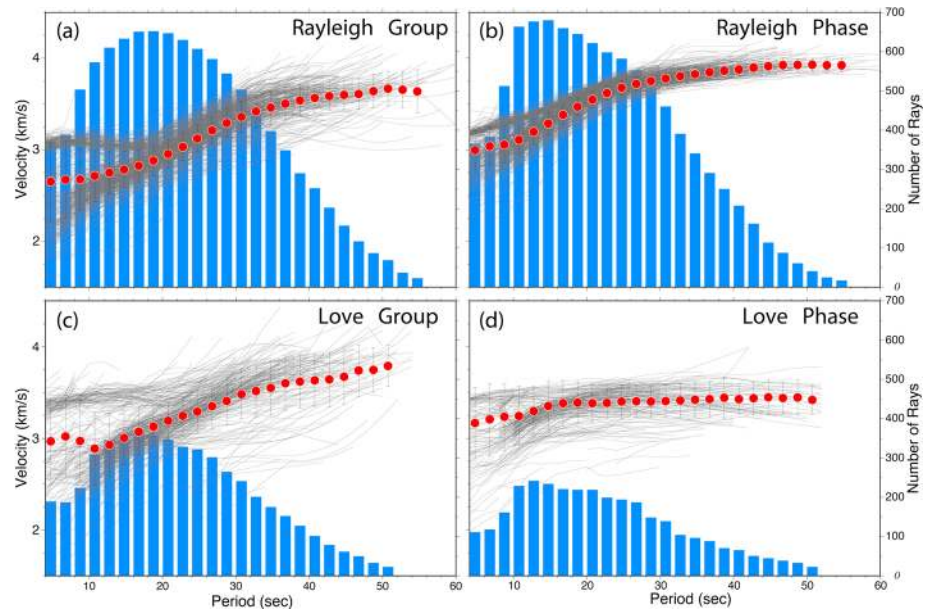 (a) Rayleigh Group
(b) Rayleigh Phase
4
3
2
Velocity (km/s)
700
600
500
400
300
200
100
0
Number of Rays
(c) Love Group
(d) Love Phase
4
3
2
Velocity (km/s)
700
600
500
400
300
200
100
0
Number of Rays
10 20 30 40 50 60
Period (sec)
10 20 30 40 50 60
Period (sec)